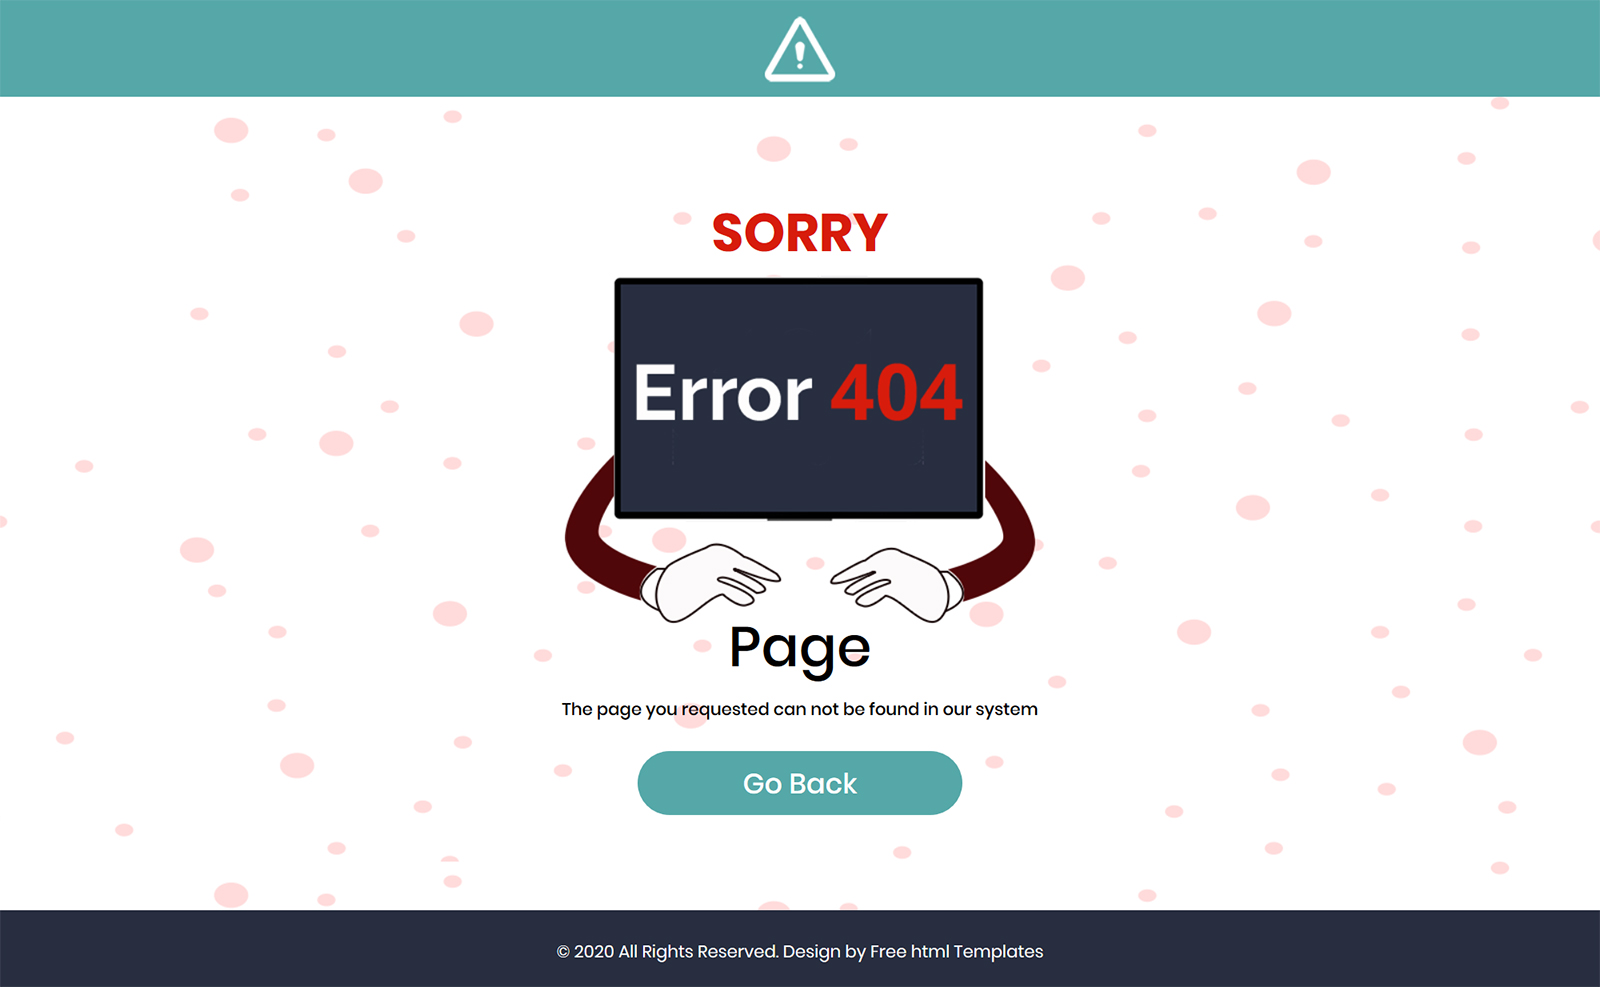 SORRY
Error 404
Page
The page you requested can not be found in our system
Go Back
© 2020 All Rights Reserved. Design by Free html Templates